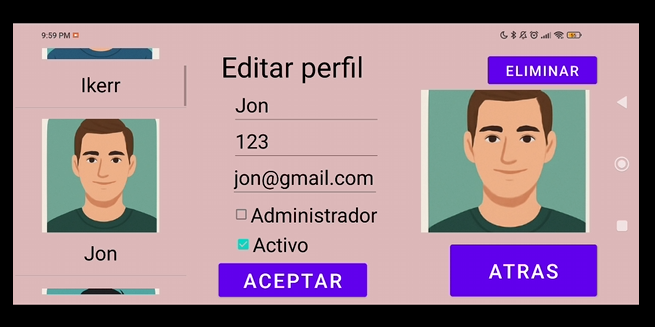 9:59 PM
Ikerr
Jon
Editar perfil
Jon
123
jon@gmail.com
Administrador
Activo
ACEPTAR
ELIMINAR
ATRAS